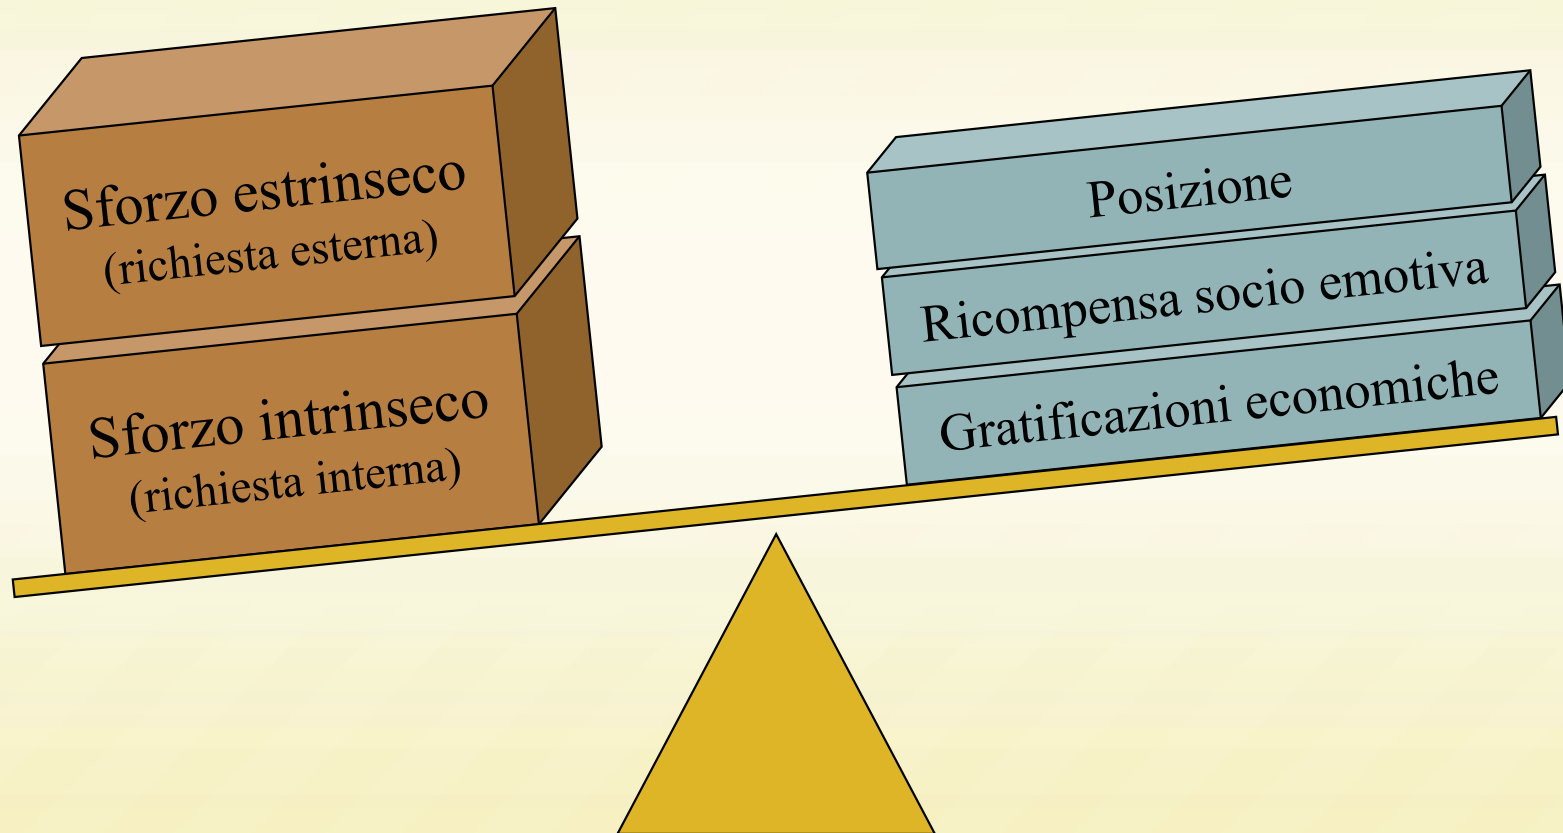 Sforzo estrinseco
(richiesta esterna)
Sforzo intrinseco
(richiesta interna)
Posizione
Ricompensa socio emotiva
Gratificazioni economiche